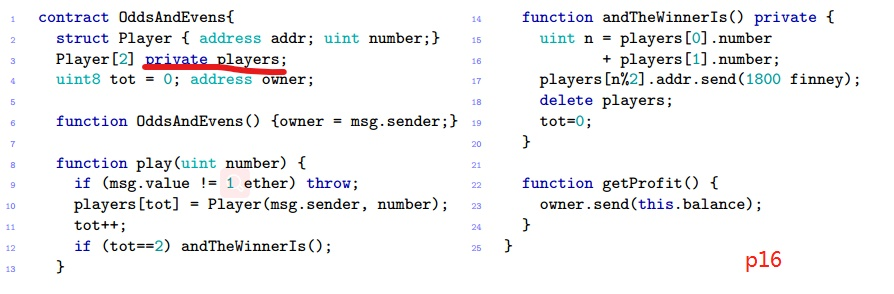 1 contract OddsAndEvens{
2 struct Player { address addr; uint number;}
3 Player[2] private players;
4 uint8 tot = 0; address owner;
5
6 function OddsAndEvens() {owner = msg.sender;}
7
8 function play(uint number) {
9 if (msg.value != 1 ether) throw;
10 players[tot] = Player(msg.sender, number);
11 tot++;
12 if (tot==2) andTheWinnerIs();
13 }
14 function andTheWinnerIs() private {
15 uint n = players[0].number
16 + players[1].number;
17 players[n%2].addr.send(1800 finney);
18 delete players;
19 tot=0;
20 }
21
22 function getProfit() {
23 owner.send(this.balance);
24 }
25 }
p16